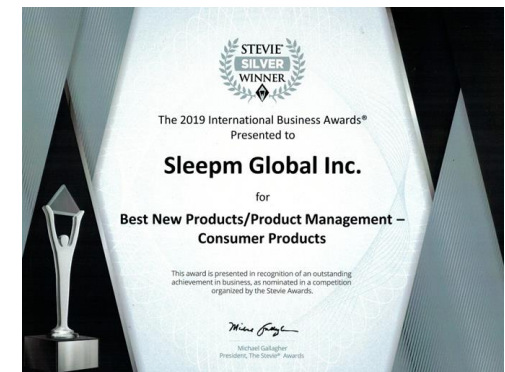 STEVIE®
SILVER
WINNER
The 2019 International Business Awards®
Presented to
Sleepm Global Inc.
for
Best New Products/Product Management –
Consumer Products
This award is presented in recognition of an outstanding
achievement in business, as nominated in a competition
organized by the Stevie Awards.
Michael Gallagher
President, The Stevie® Awards